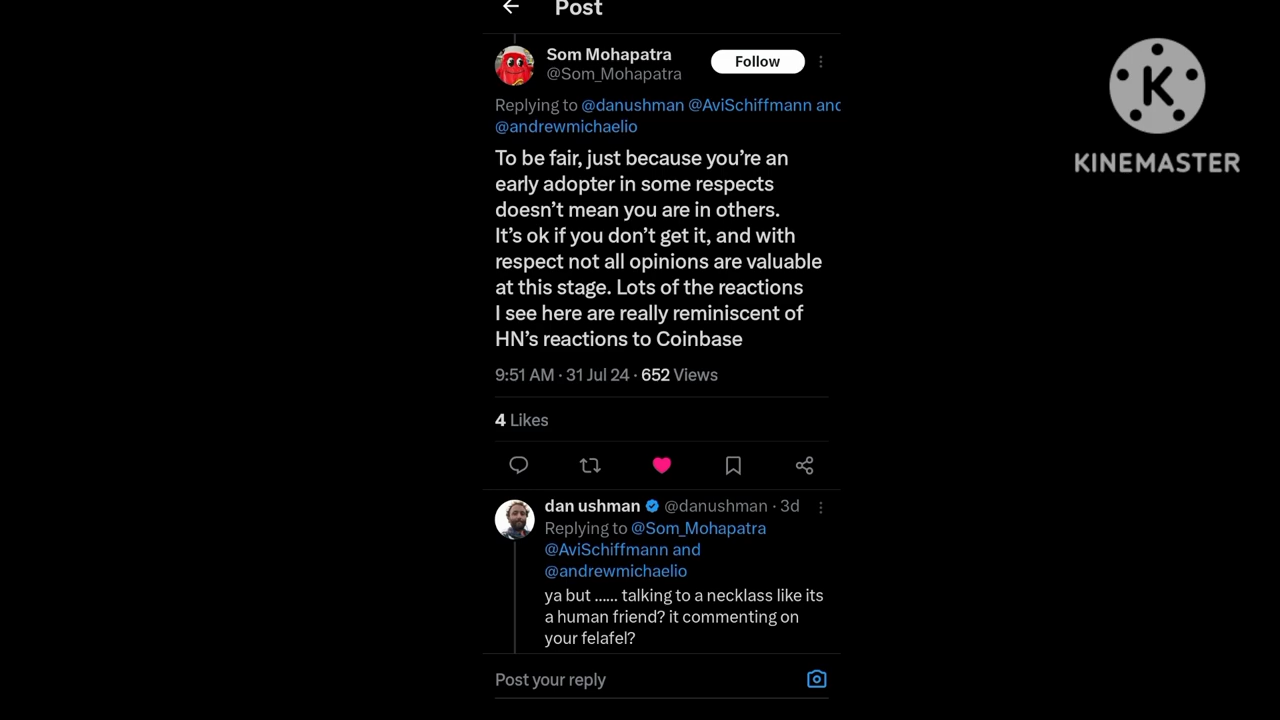 Post
Som Mohapatra
@Som_Mohapatra
Follow
Replying to @danushman @AviSchiffmann and
@andrewmichaelio
To be fair, just because you’re an
early adopter in some respects
doesn’t mean you are in others.
It’s ok if you don’t get it, and with
respect not all opinions are valuable
at this stage. Lots of the reactions
I see here are really reminiscent of
HN’s reactions to Coinbase
9:51 AM · 31 Jul 24 · 652 Views
4 Likes
dan ushman @danushman · 3d
Replying to @Som_Mohapatra
@AviSchiffmann and
@andrewmichaelio
ya but ...... talking to a necklass like its
a human friend? it commenting on
your felafel?
Post your reply
K
KINEMASTER